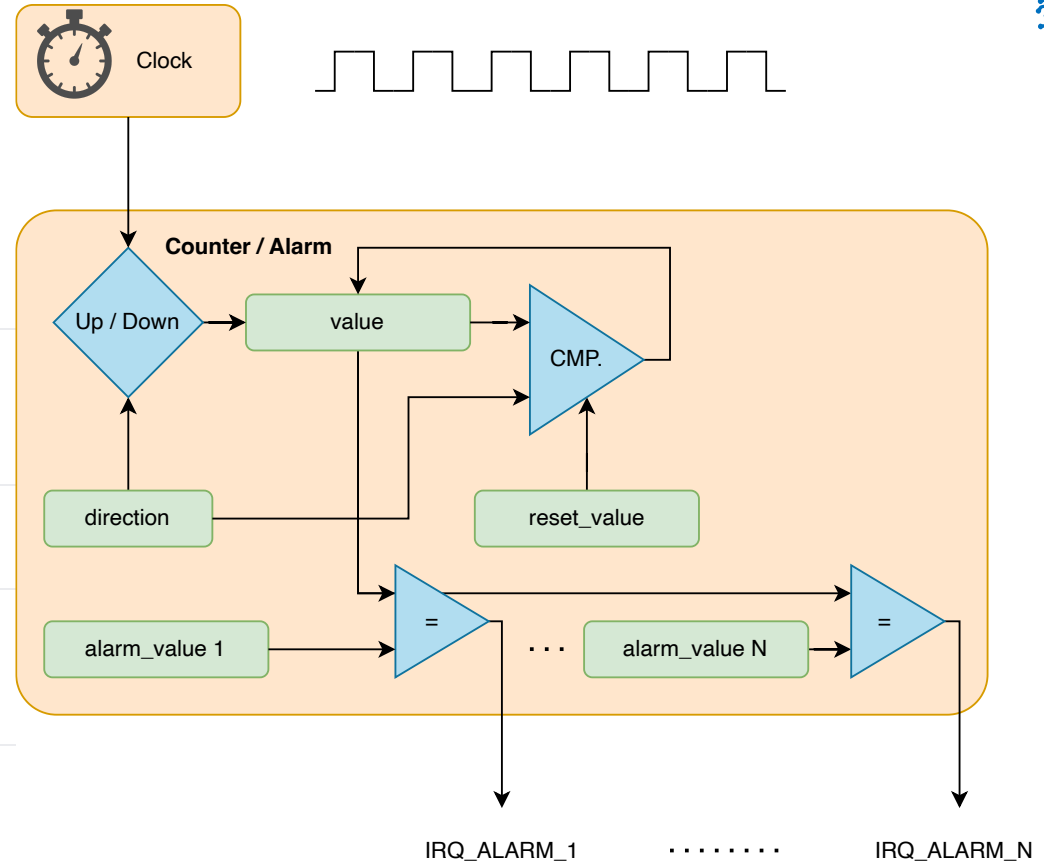 Clock
Counter / Alarm
Up / Down
value
CMP.
direction
reset_value
=
=
alarm_value 1
. . .
alarm_value N
IRQ_ALARM_1
. . . . . . . .
IRQ_ALARM_N